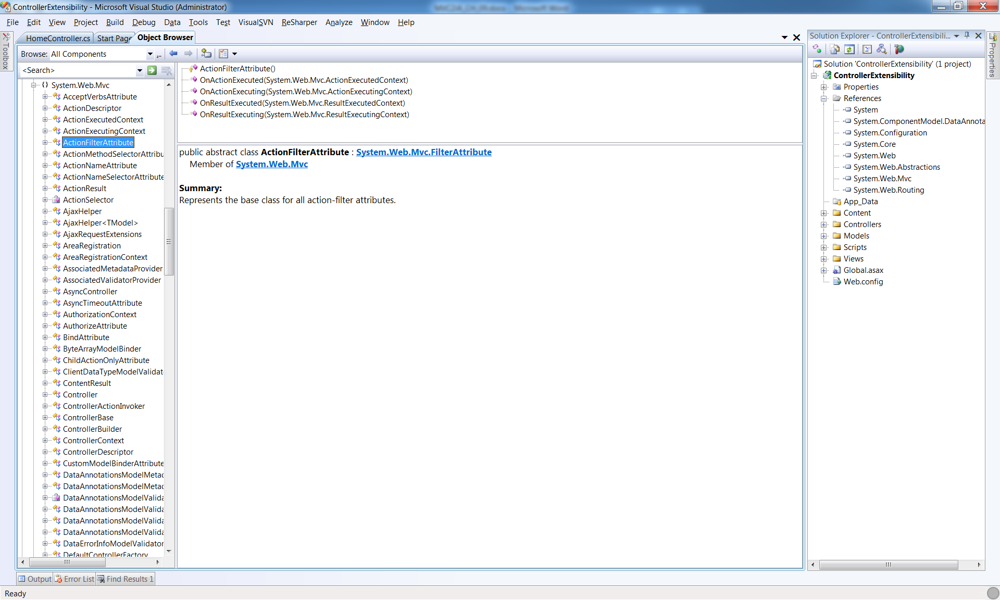 ControllerExtensibility - Microsoft Visual Studio (Administrator)
File Edit View Project Build Debug Data Tools Test VisualSVN ReSharper Analyze Window Help
Toolbox
HomeController.cs Start Page Object Browser
Browse: All Components ...
<Search>
System.Web.Mvc
AcceptVerbsAttribute
ActionDescriptor
ActionExecutedContext
ActionExecutingContext
ActionFilterAttribute
ActionMethodSelectorAttribu
ActionNameAttribute
ActionNameSelectorAttribute
ActionResult
ActionSelector
AjaxHelper
AjaxHelper<TModel>
AjaxRequestExtensions
AreaRegistration
AreaRegistrationContext
AssociatedMetadataProvider
AssociatedValidatorProvider
AsyncController
AsyncTimeoutAttribute
AuthorizationContext
AuthorizeAttribute
BindAttribute
ByteArrayModelBinder
ChildActionOnlyAttribute
ClientDataTypeModelValidat
ContentResult
Controller
ControllerActionInvoker
ControllerBase
ControllerBuilder
ControllerContext
ControllerDescriptor
CustomModelBinderAttribute
DataAnnotationsModelMetac
DataAnnotationsModelMetac
DataAnnotationsModelValida
DataAnnotationsModelValida
DataAnnotationsModelValida
DataAnnotationsModelValida
DataErrorInfoModelValidator
DefaultControllerFactory
ActionFilterAttribute()
OnActionExecuted(System.Web.Mvc.ActionExecutedContext)
OnActionExecuting(System.Web.Mvc.ActionExecutingContext)
OnResultExecuted(System.Web.Mvc.ResultExecutedContext)
OnResultExecuting(System.Web.Mvc.ResultExecutingContext)
public abstract class ActionFilterAttribute : System.Web.Mvc.FilterAttribute
Member of System.Web.Mvc
Summary:
Represents the base class for all action-filter attributes.
Solution Explorer - ControllerExtensibili...
Solution 'ControllerExtensibility' (1 project)
ControllerExtensibility
Properties
References
System
System.ComponentModel.DataAnnota
System.Configuration
System.Core
System.Web
System.Web.Abstractions
System.Web.Mvc
System.Web.Routing
App_Data
Content
Controllers
Models
Scripts
Views
Global.asax
Web.config
Properties
Output Error List Find Results 1
Ready